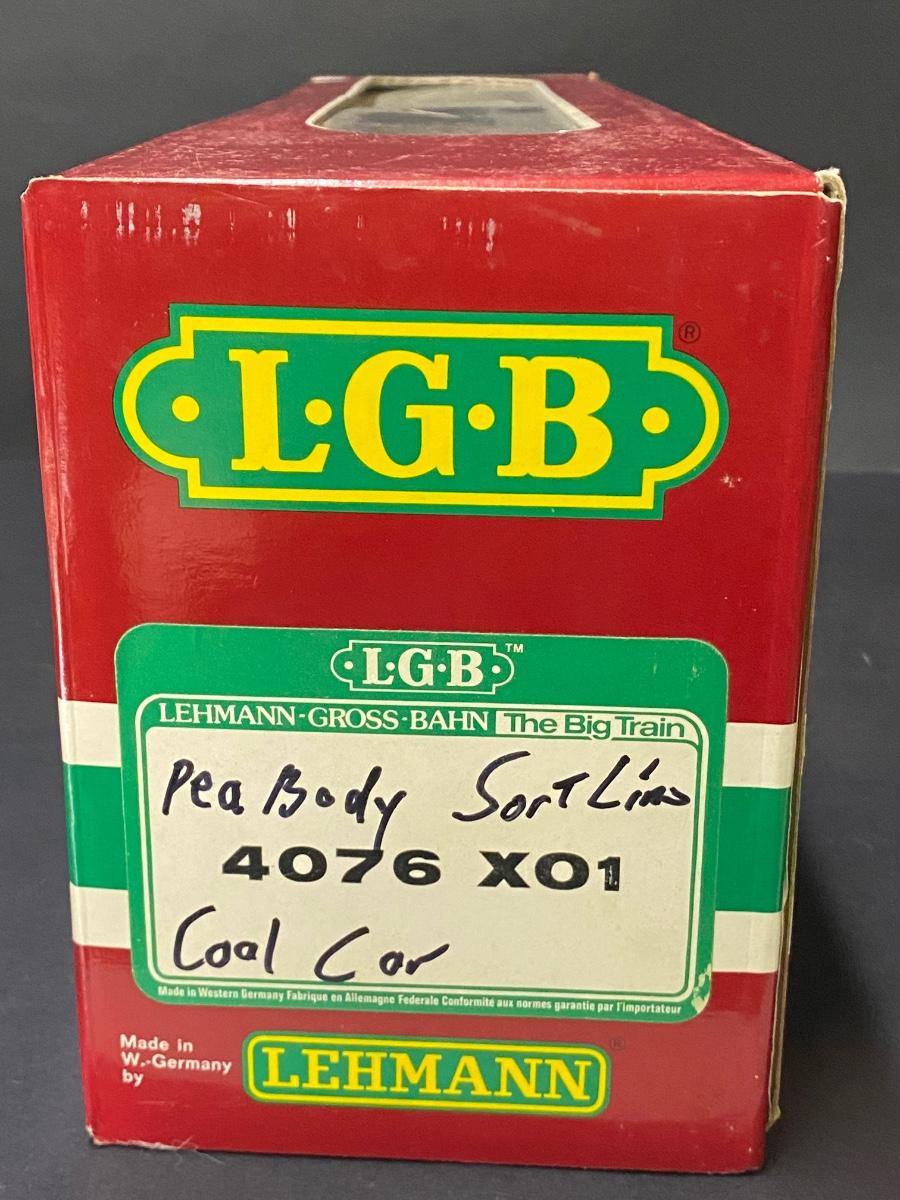 L·G·B ®
·L·G·B· ™
LEHMANN-GROSS-BAHN The Big Train
Pea Body Sort Line
4076 X01
Coal Car
Made in Western Germany Fabrique en Allemagne Federale Conformité aux normes garantie par l'importateur
Made in
W.-Germany
by
LEHMANN ®